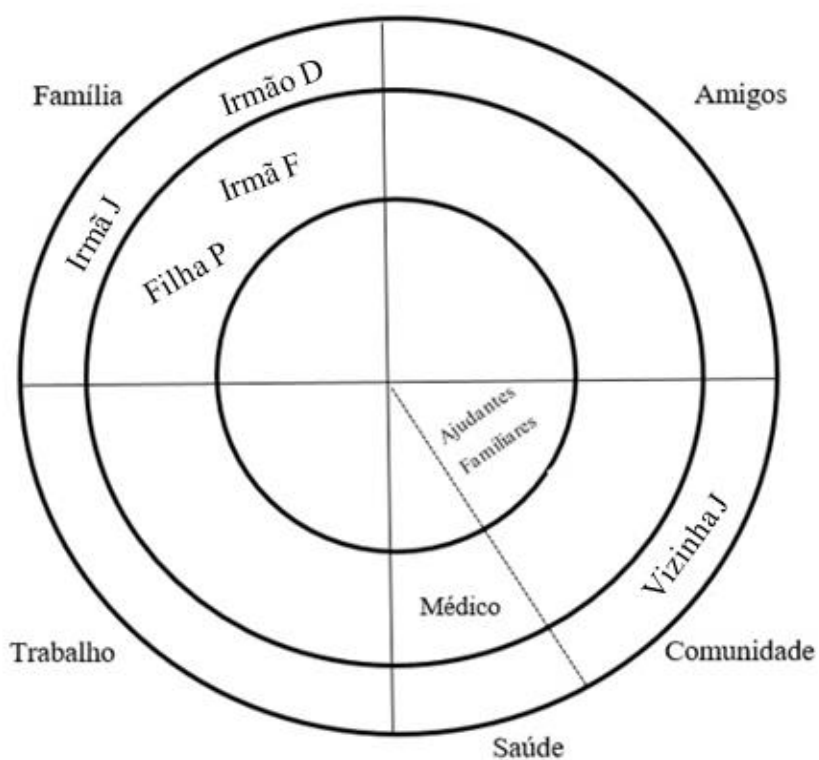 Família
Irmão D
Amigos
Irmã F
Irmã J
Filha P
Ajudantes
Familiares
Vizinha J
Médico
Trabalho
Comunidade
Saúde